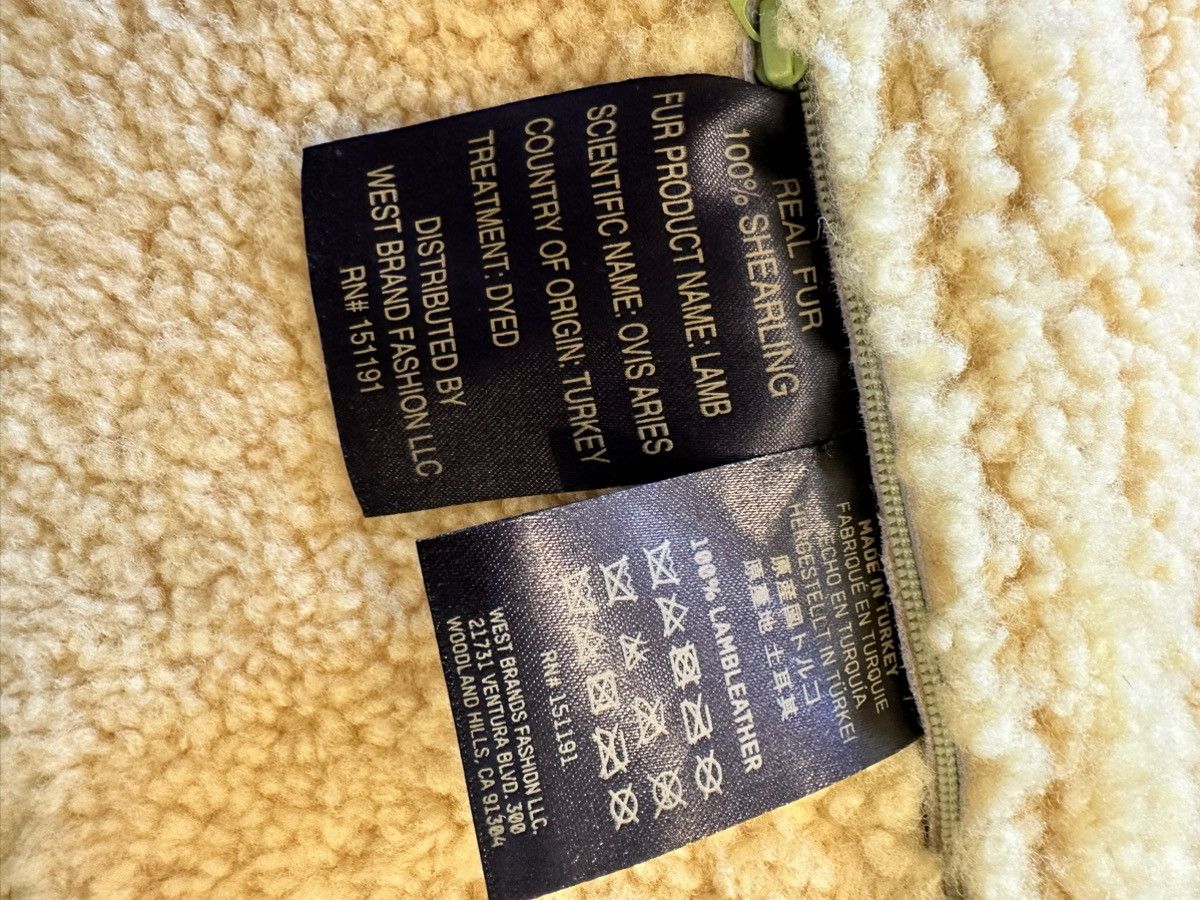 REAL FUR
100% SHEARLING
FUR PRODUCT NAME: LAMB
SCIENTIFIC NAME: OVIS ARIES
COUNTRY OF ORIGIN: TURKEY
TREATMENT: DYED
DISTRIBUTED BY
WEST BRAND FASHION LLC
RN# 151191
MADE IN TURKEY
FABRIQUÉ EN TURQUIE
HECHO EN TURQUÍA
HERGESTELLT IN TÜRKEI
原産国 トルコ
原產地 土耳其
100% LAMBLEATHER
RN# 151191
WEST BRANDS FASHION LLC.
21731 VENTURA BLVD. 300
WOODLAND HILLS, CA 91304